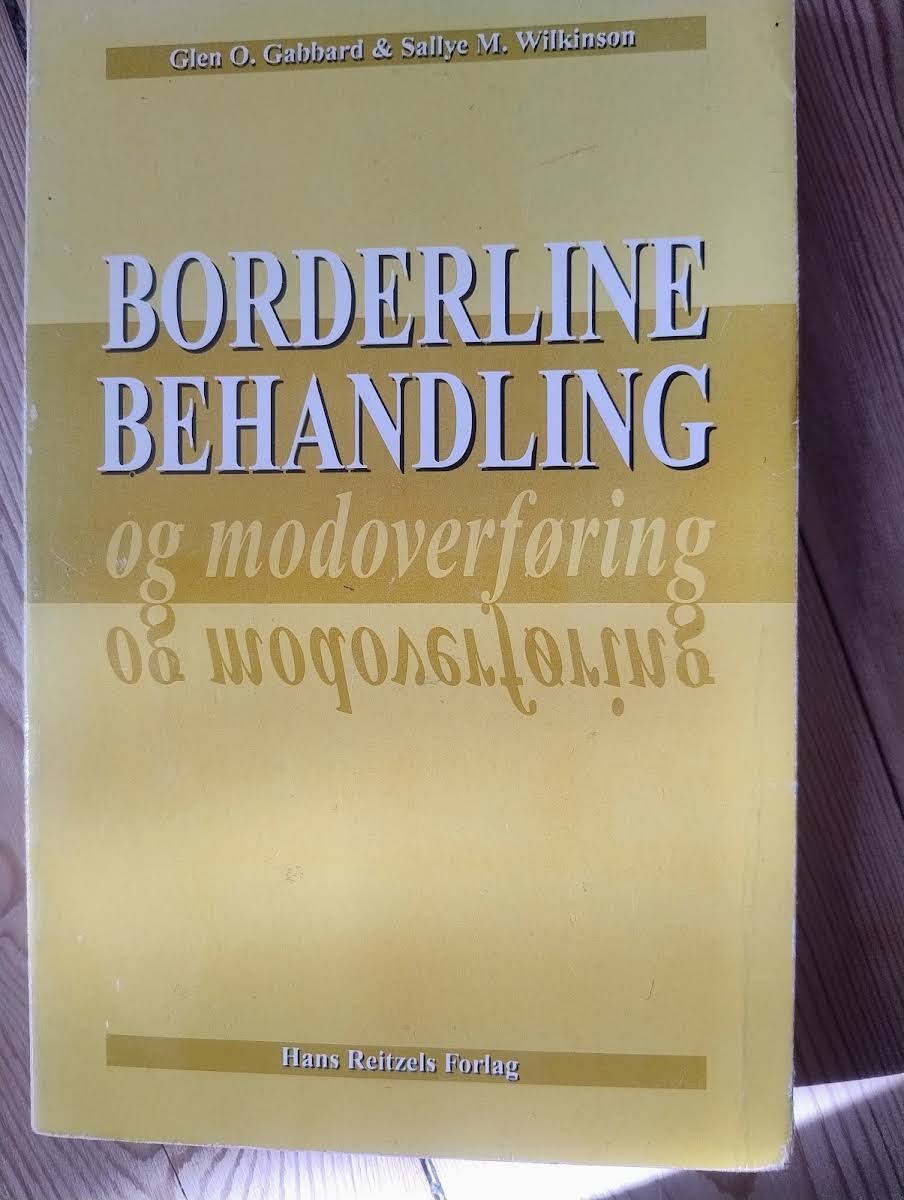 Glen O. Gabbard & Sallye M. Wilkinson
BORDERLINE
BEHANDLING
og modoverføring
og modoverføring
Hans Reitzels Forlag